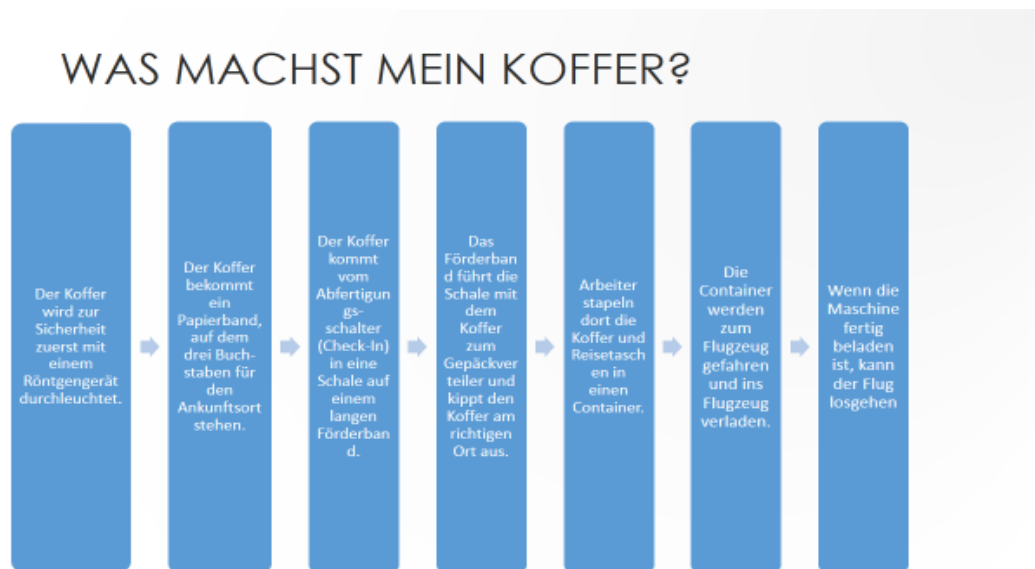 WAS MACHST MEIN KOFFER?
Der Koffer
wird zur
Sicherheit
zuerst mit
einem
Röntgengerät
durchleuchtet.
Der Koffer
bekommt
ein
Papierband,
auf dem
drei Buch-
staben für
den
Ankunftsort
stehen.
Der Koffer
kommt
vom
Abfertigun
gs-
schalter
(Check-In)
in eine
Schale auf
einem
langen
Förderban
d.
Das
Förderban
d führt die
Schale mit
dem
Koffer
zum
Gepäckver
teiler und
kippt den
Koffer am
richtigen
Ort aus.
Arbeiter
stapeln
dort die
Koffer und
Reisetasch
en in
einen
Container.
Die
Container
werden
zum
Flugzeug
gefahren
und ins
Flugzeug
verladen.
Wenn die
Maschine
fertig
beladen
ist, kann
der Flug
losgehen